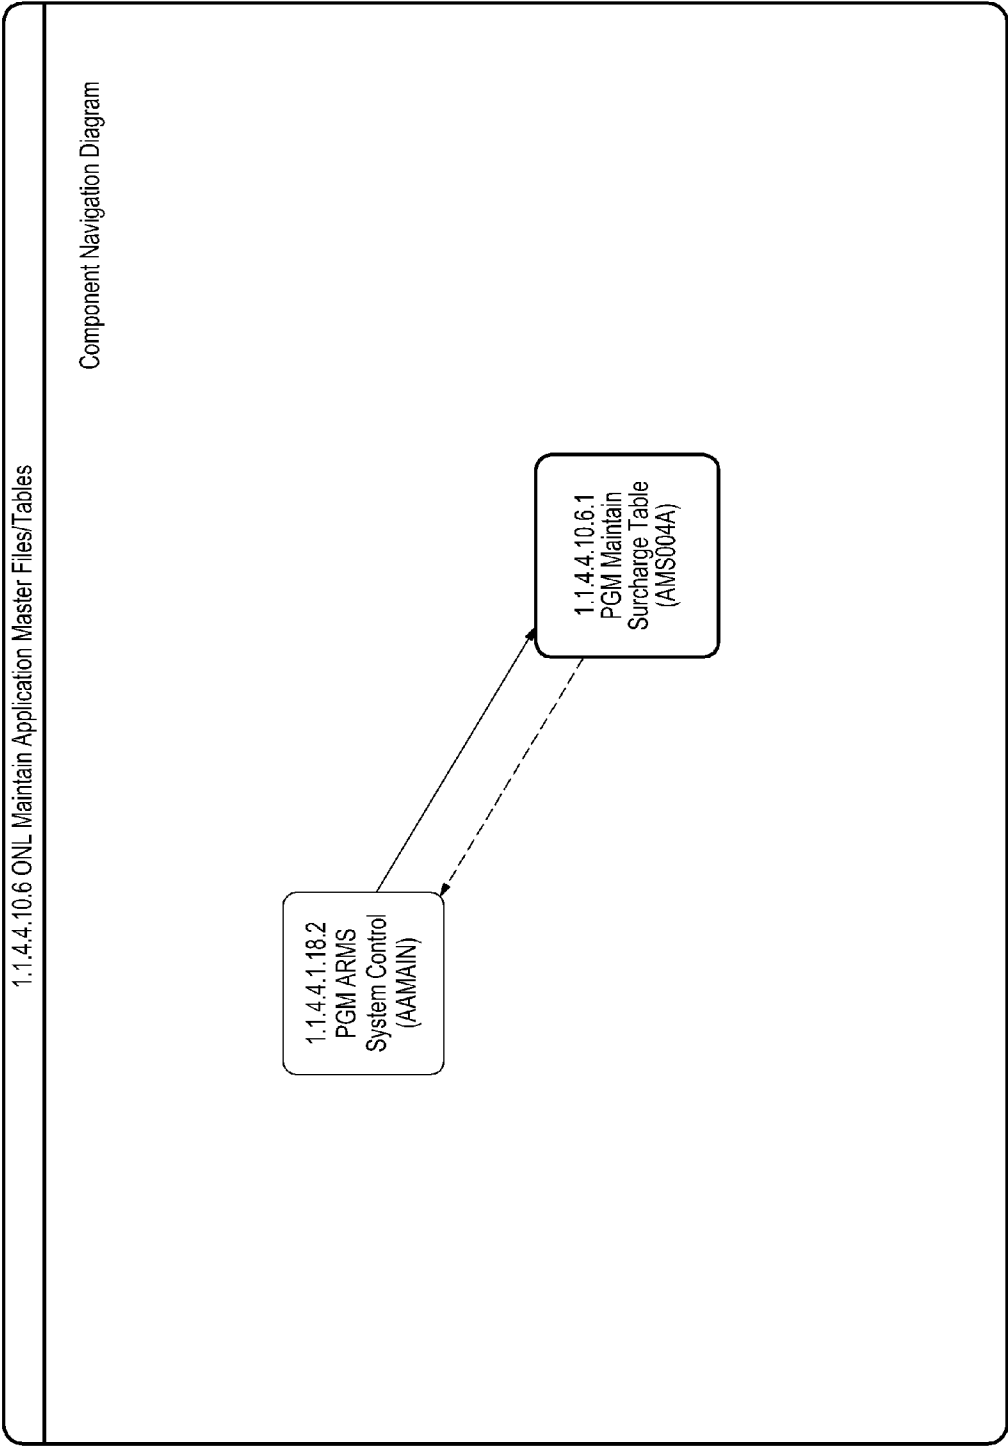 1.1.4.4.10.6 ONL Maintain Application Master Files/Tables
Component Navigation Diagram
1.1.4.4.1.18.2
PGM ARMS
System Control
(AAMAIN)
1.1.4.4.10.6.1
PGM Maintain
Surcharge Table
(AMS004A)